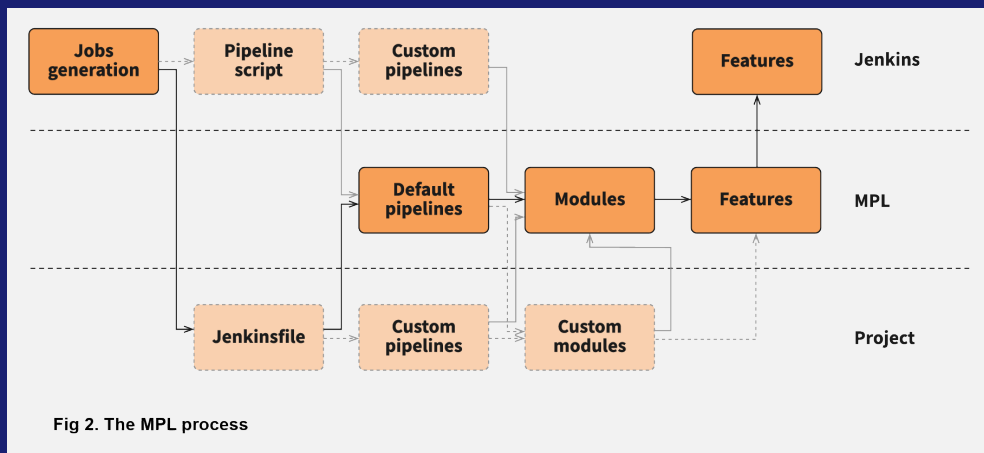 Jobs
generation
Pipeline
script
Custom
pipelines
Features
Jenkins
Default
pipelines
Modules
Features
MPL
Jenkinsfile
Custom
pipelines
Custom
modules
Project
Fig 2. The MPL process